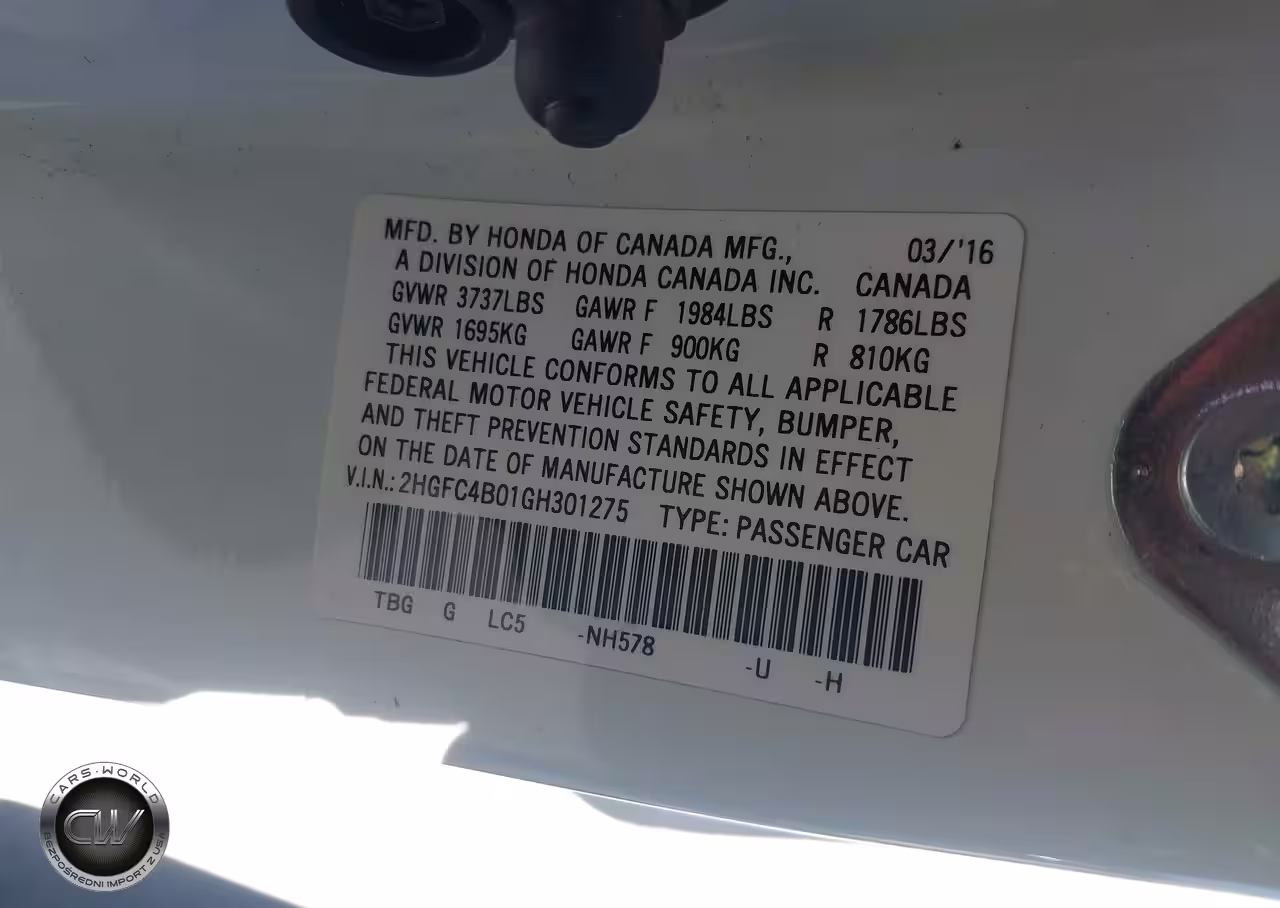 MFD. BY HONDA OF CANADA MFG., 03/'16
A DIVISION OF HONDA CANADA INC. CANADA
GVWR 3737LBS GAWR F 1984LBS R 1786LBS
GVWR 1695KG GAWR F 900KG R 810KG
THIS VEHICLE CONFORMS TO ALL APPLICABLE
FEDERAL MOTOR VEHICLE SAFETY, BUMPER,
AND THEFT PREVENTION STANDARDS IN EFFECT
ON THE DATE OF MANUFACTURE SHOWN ABOVE.
V.I.N.: 2HGFC4B01GH301275 TYPE: PASSENGER CAR
TBG G LC5 -NH578 -U -H
CARS·WORLD
CW
BEZPOŚREDNI IMPORT Z USA